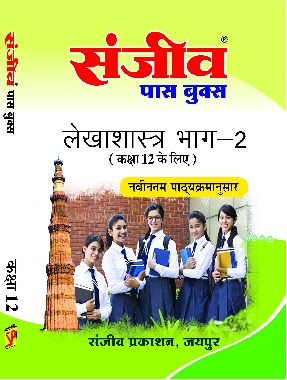 संजीव®
पास बुक्स
लेखाशास्त्र भाग-2
( कक्षा 12 के लिए )
नवीनतम पाठ्यक्रमानुसार
संजीव प्रकाशन, जयपुर
संजीव पास बुक्स
कक्षा 12